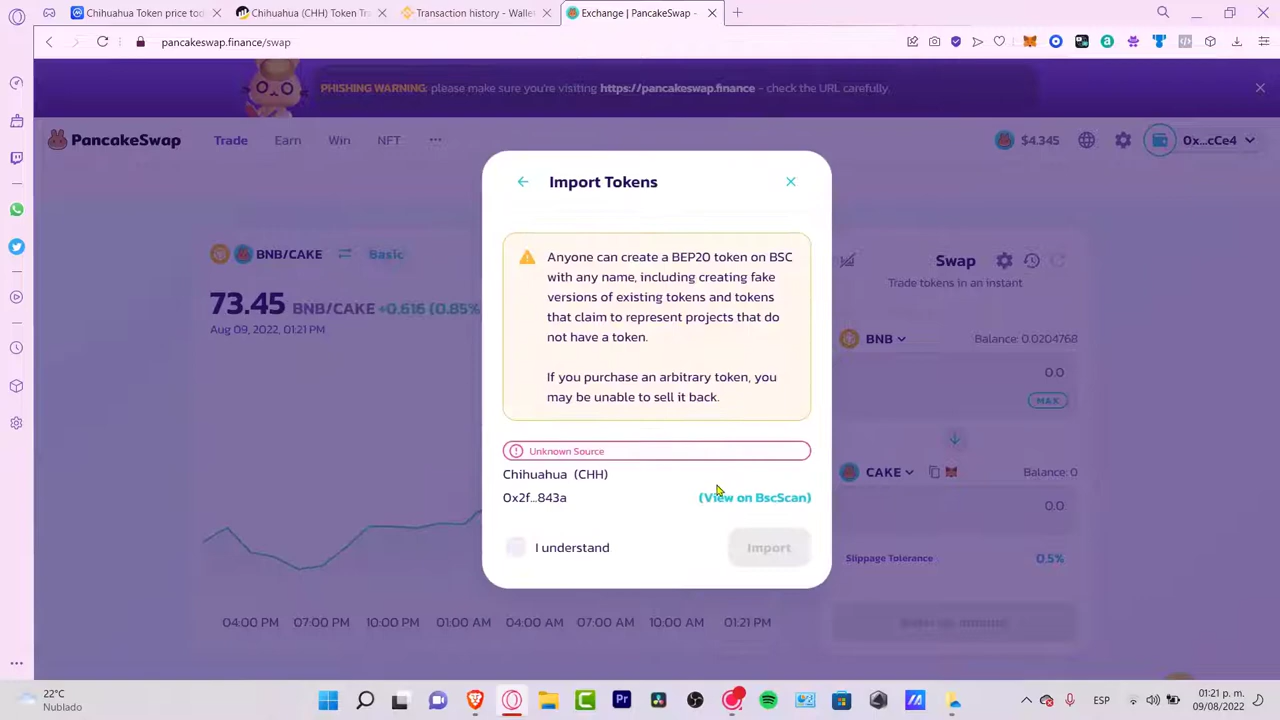 Chihuahua Token price tod
Chihuahua (CHH) Token Tra
Transaction history - Walle
Exchange | PancakeSwap -
pancakeswap.finance/swap
PHISHING WARNING: please make sure you're visiting https://pancakeswap.finance - check the URL carefully.
PancakeSwap
Trade
Earn
Win
NFT
$4.345
0x...cCe4
Import Tokens
Anyone can create a BEP20 token on BSC
with any name, including creating fake
versions of existing tokens and tokens
that claim to represent projects that do
not have a token.
If you purchase an arbitrary token, you
may be unable to sell it back.
Unknown Source
Chihuahua (CHH)
0x2f...843a
(View on BscScan)
I understand
Import
BNB/CAKE
Basic
73.45 BNB/CAKE +0.616 (0.85%
Aug 09, 2022, 01:21 PM
04:00 PM 07:00 PM 10:00 PM 01:00 AM 04:00 AM 07:00 AM 10:00 AM 01:21 PM
Swap
Trade tokens in an instant
BNB
Balance: 0.0204768
0.0
MAX
CAKE
Balance: 0
0.0
Slippage Tolerance
0.5%
22°C
Nublado
ESP
01:21 p. m.
09/08/2022